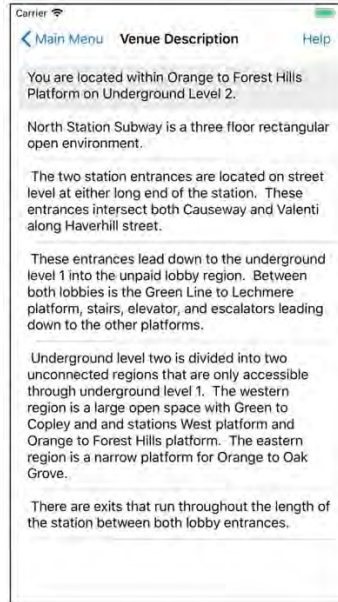 Carrier
Main Menu Venue Description Help
You are located within Orange to Forest Hills
Platform on Underground Level 2.
North Station Subway is a three floor rectangular
open environment.
The two station entrances are located on street
level at either long end of the station. These
entrances intersect both Causeway and Valenti
along Haverhill street.
These entrances lead down to the underground
level 1 into the unpaid lobby region. Between
both lobbies is the Green Line to Lechmere
platform, stairs, elevator, and escalators leading
down to the other platforms.
Underground level two is divided into two
unconnected regions that are only accessible
through underground level 1. The western
region is a large open space with Green to
Copley and and stations West platform and
Orange to Forest Hills platform. The eastern
region is a narrow platform for Orange to Oak
Grove.
There are exits that run throughout the length of
the station between both lobby entrances.